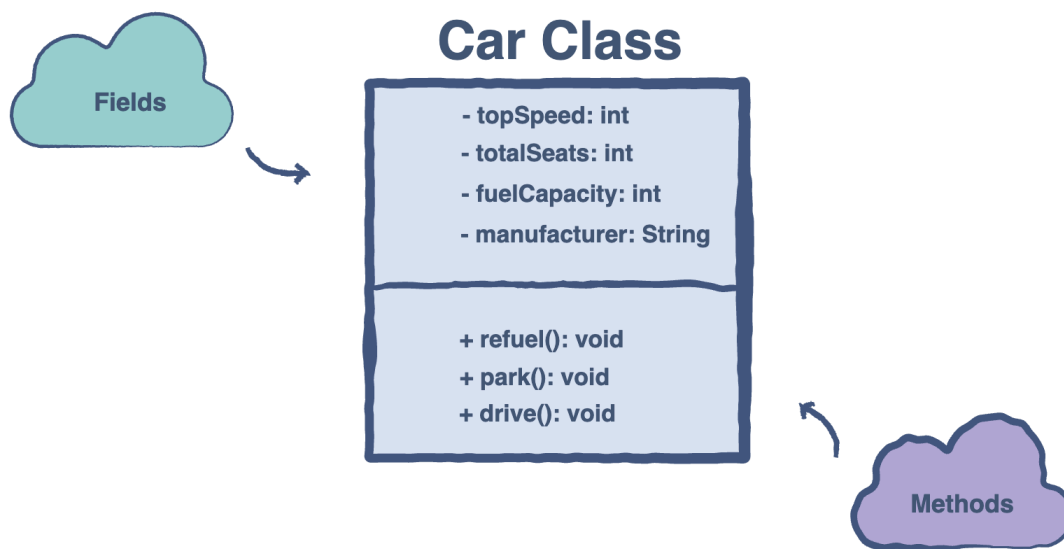 Car Class
Fields
- topSpeed: int
- totalSeats: int
- fuelCapacity: int
- manufacturer: String
+ refuel(): void
+ park(): void
+ drive(): void
Methods